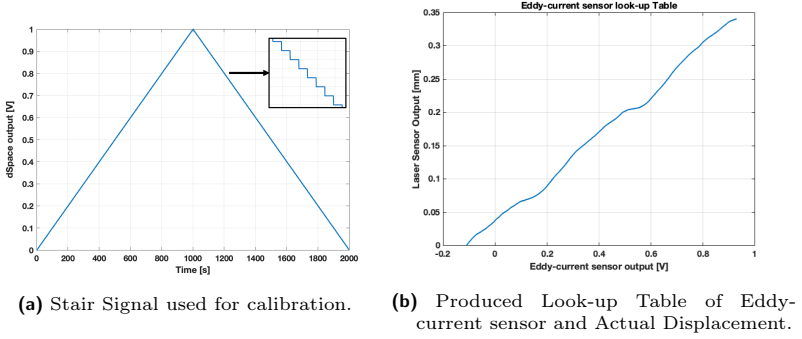 1
0.9
0.8
0.7
0.6
0.5
0.4
0.3
0.2
0.1
0
dSpace output [V]
0 200 400 600 800 1000 1200 1400 1600 1800 2000
Time [s]
(a) Stair Signal used for calibration.
Eddy-current sensor look-up Table
0.35
0.3
0.25
0.2
0.15
0.1
0.05
0
Laser Sensor Output [mm]
-0.2 0 0.2 0.4 0.6 0.8 1
Eddy-current sensor output [V]
(b) Produced Look-up Table of Eddy-
current sensor and Actual Displacement.